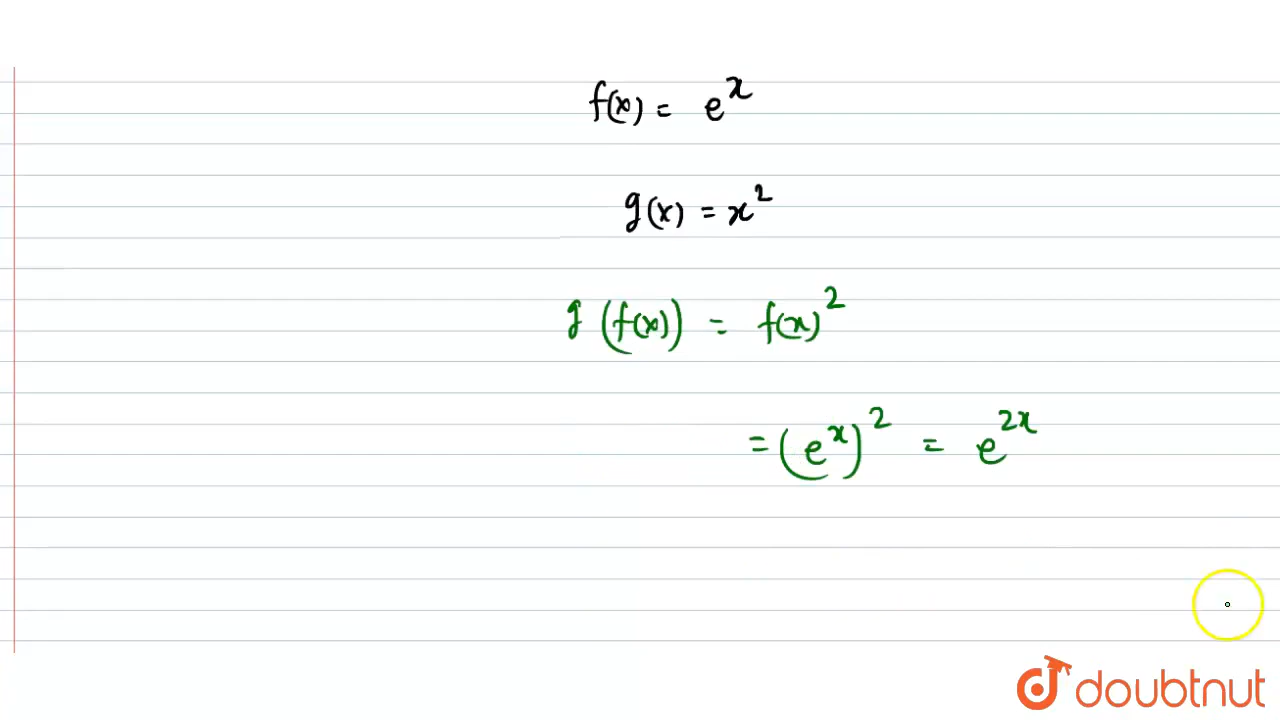 f(x) = e^x
g(x) = x^2
g (f(x)) = f(x)^2
= (e^x)^2 = e^{2x}
doubtnut